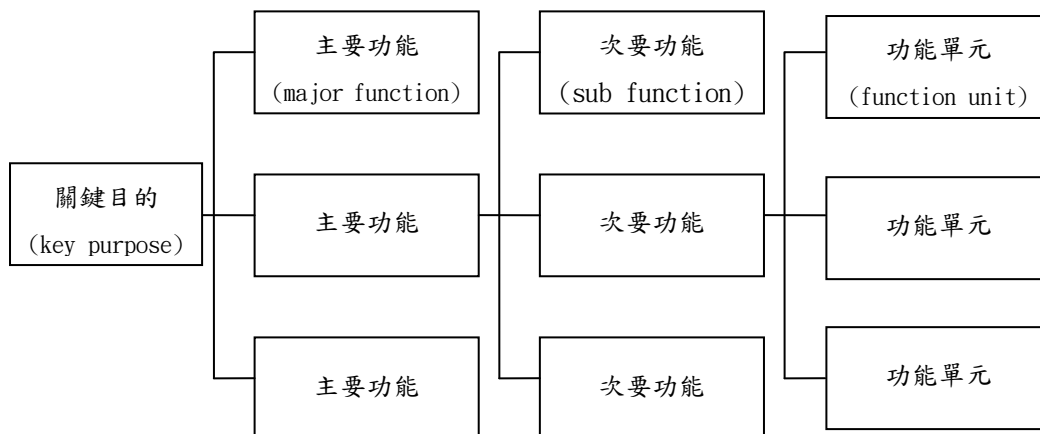 主要功能
(major function)
次要功能
(sub function)
功能單元
(function unit)
關鍵目的
(key purpose)
主要功能
次要功能
功能單元
主要功能
次要功能
功能單元